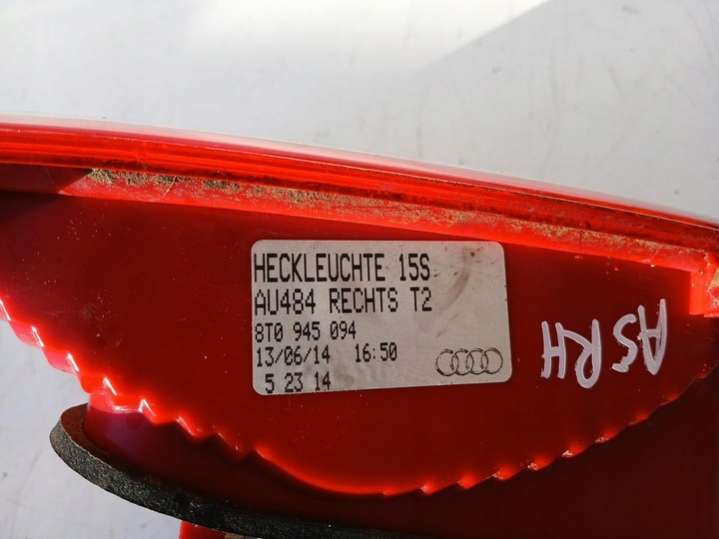 HECKLEUCHTE 15S
AU484 RECHTS T2
8T0 945 094
13/06/14 16:50
5 23 14
A5 RH